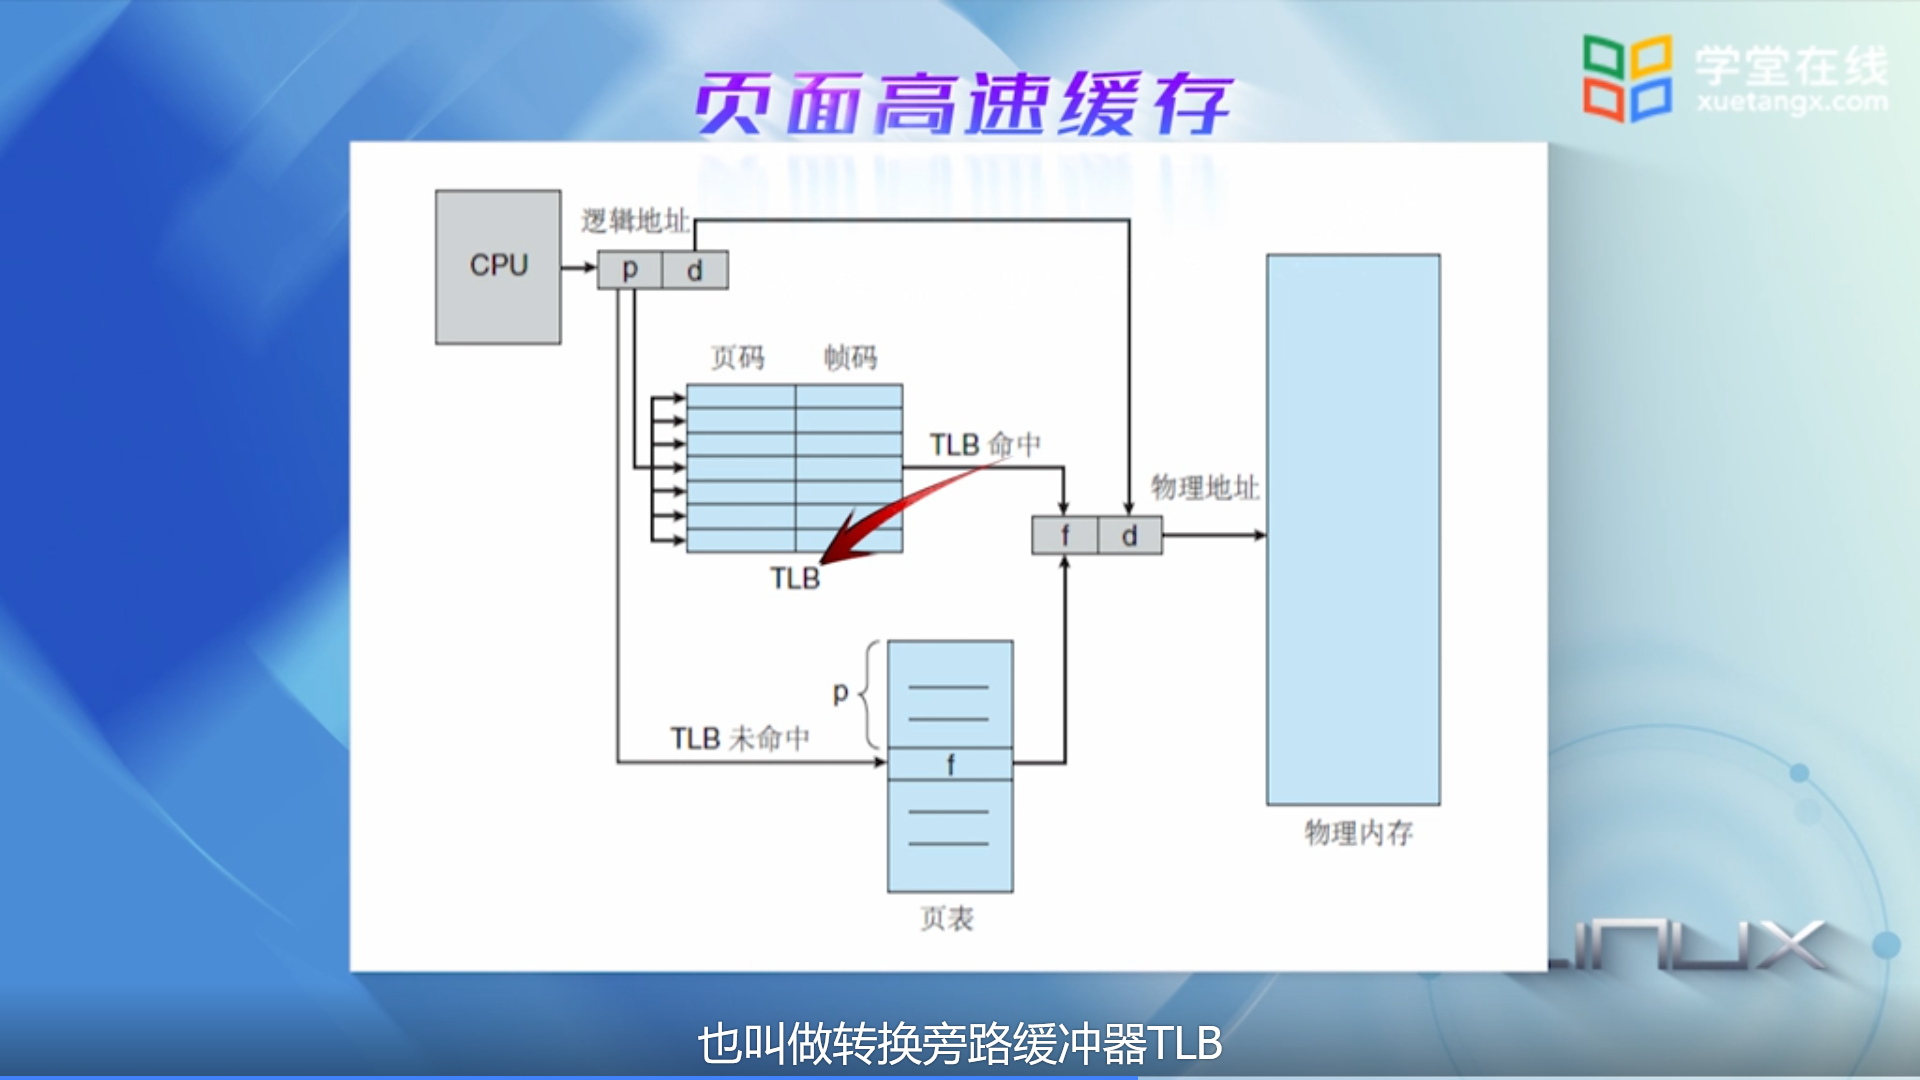 学堂在线
xuetangx.com
页面高速缓存
CPU
逻辑地址
p d
页码 帧码
TLB 命中
物理地址
f d
TLB
p
TLB 未命中
f
物理内存
页表
LINUX
也叫做转换旁路缓冲器TLB